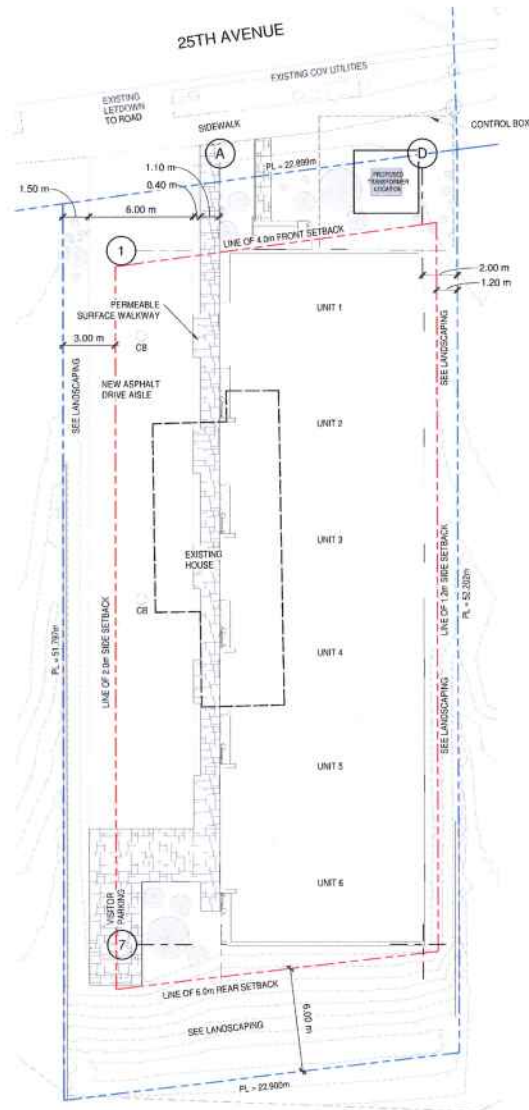 25TH AVENUE
EXISTING COV UTILITIES
EXISTING
LETDOWN
TO ROAD
SIDEWALK
CONTROL BOX
A
D
PL = 22.899m
PROPOSED
TRANSFORMER
LOCATION
1.10 m
0.40 m
1.50 m
6.00 m
1
LINE OF 4.0m FRONT SETBACK
2.00 m
1.20 m
PERMEABLE
SURFACE WALKWAY
UNIT 1
3.00 m
CB
SEE LANDSCAPING
NEW ASPHALT
DRIVE AISLE
SEE LANDSCAPING
UNIT 2
EXISTING
HOUSE
UNIT 3
LINE OF 1.2m SIDE SETBACK
PL = 52.202m
CB
PL = 51.797m
LINE OF 2.0m SIDE SETBACK
UNIT 4
SEE LANDSCAPING
UNIT 5
UNIT 6
VISITOR
PARKING
7
LINE OF 6.0m REAR SETBACK
6.00 m
SEE LANDSCAPING
PL = 22.900m